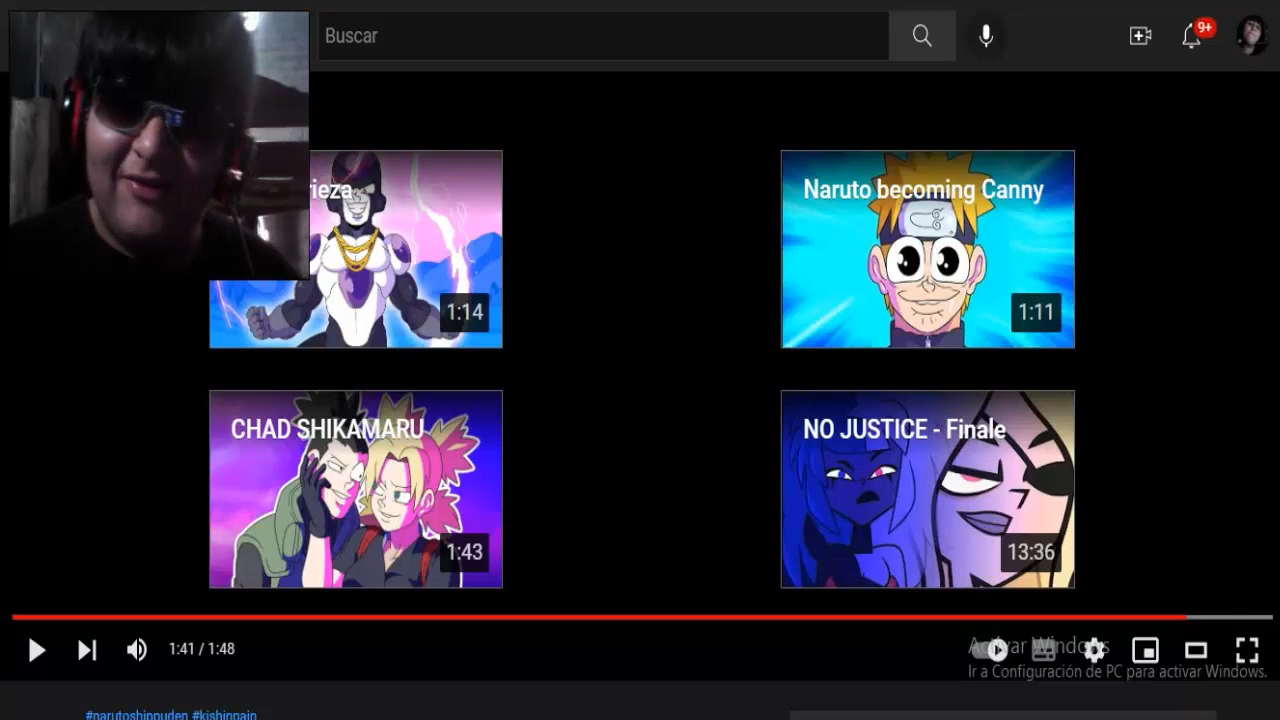 Buscar
9+
rieza
1:14
Naruto becoming Canny
1:11
CHAD SHIKAMARU
1:43
NO JUSTICE - Finale
13:36
1:41 / 1:48
Activar Windows
Ir a Configuración de PC para activar Windows.
#narutoshippuden #kishinpain